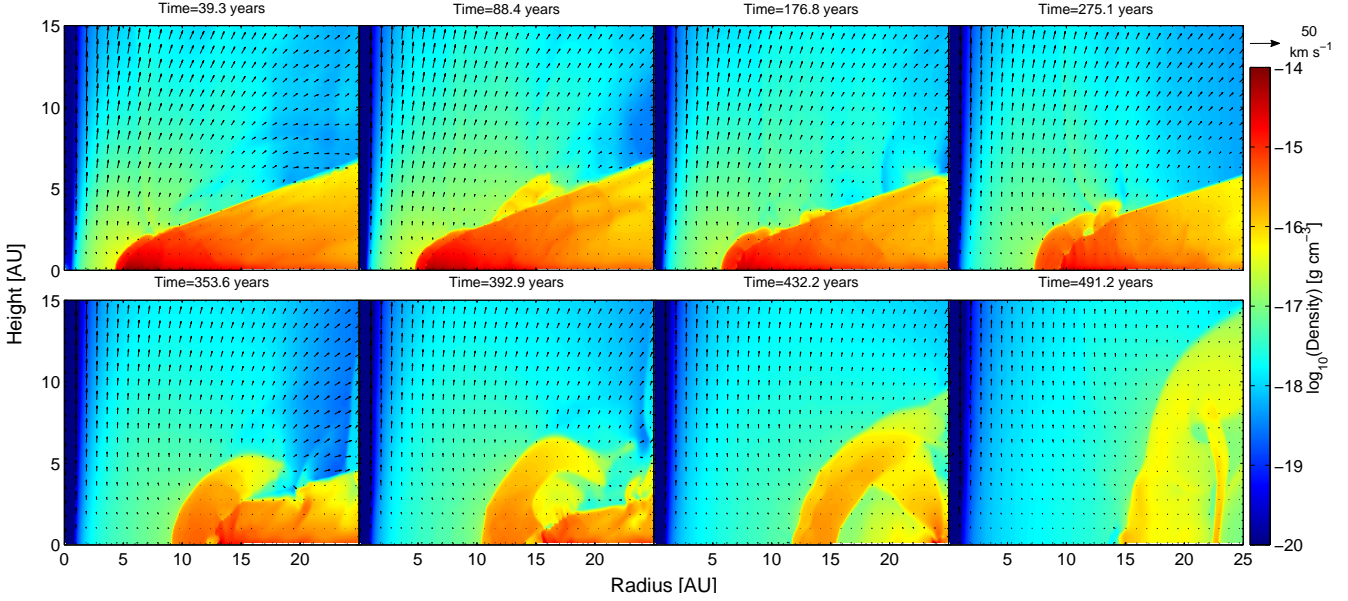 Time=39.3 years Time=88.4 years Time=176.8 years Time=275.1 years
15
10
5
0
50
km s−1
Time=353.6 years Time=392.9 years Time=432.2 years Time=491.2 years
15
10
5
0
0 5 10 15 20 5 10 15 20 5 10 15 20 5 10 15 20 25
Height [AU]
Radius [AU]
−14
−15
−16
−17
−18
−19
−20
log10(Density) [g cm−3]